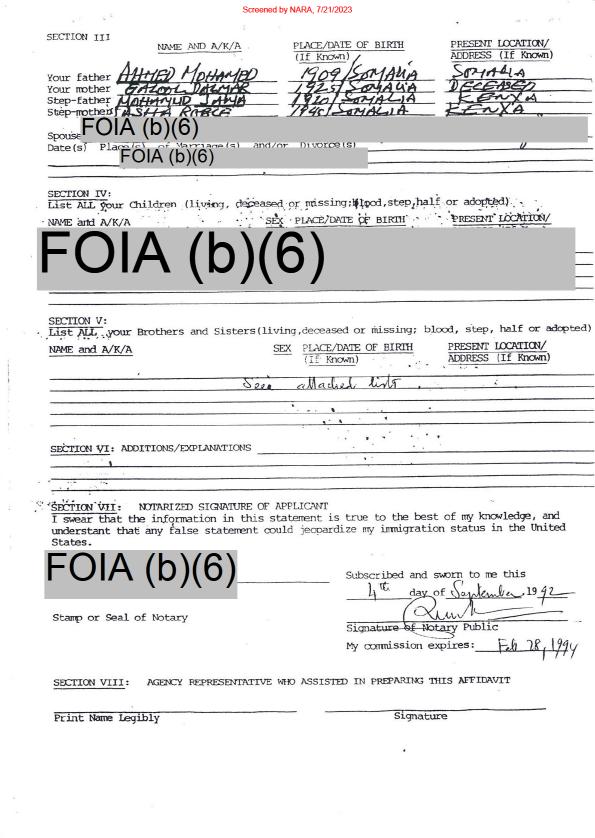 Screened by NARA, 7/21/2023
SECTION III
NAME AND A/K/A PLACE/DATE OF BIRTH PRESENT LOCATION/
(If Known) ADDRESS (If Known)
Your father AHMED MOHAMED 1909/SOMALIA SOMALIA
Your mother DALMAR 1925/SOMALIA DECEASED
Step-father MOHAMUD JAMA 1920/SOMALIA KENYA
Step-mother ASHA RABLE 1945/SOMALIA KENYA
Spouse FOIA (b)(6)
Date(s) Place(s) of Marriage(s) and/or Divorce(s)
FOIA (b)(6)
SECTION IV:
List ALL your Children (living, deceased or missing;blood,step,half or adopted)
NAME and A/K/A SEX PLACE/DATE OF BIRTH PRESENT LOCATION/
FOIA (b)(6)
SECTION V:
List ALL your Brothers and Sisters(living,deceased or missing; blood, step, half or adopted)
NAME and A/K/A SEX PLACE/DATE OF BIRTH PRESENT LOCATION/
(If Known) ADDRESS (If Known)
See attached list
SECTION VI: ADDITIONS/EXPLANATIONS
SECTION VII: NOTARIZED SIGNATURE OF APPLICANT
I swear that the information in this statement is true to the best of my knowledge, and
understand that any false statement could jeopardize my immigration status in the United
States.
FOIA (b)(6)
Subscribed and sworn to me this
4th day of September, 1992
Stamp or Seal of Notary
Signature of Notary Public
My commission expires: Feb 28, 1994
SECTION VIII: AGENCY REPRESENTATIVE WHO ASSISTED IN PREPARING THIS AFFIDAVIT
Print Name Legibly Signature